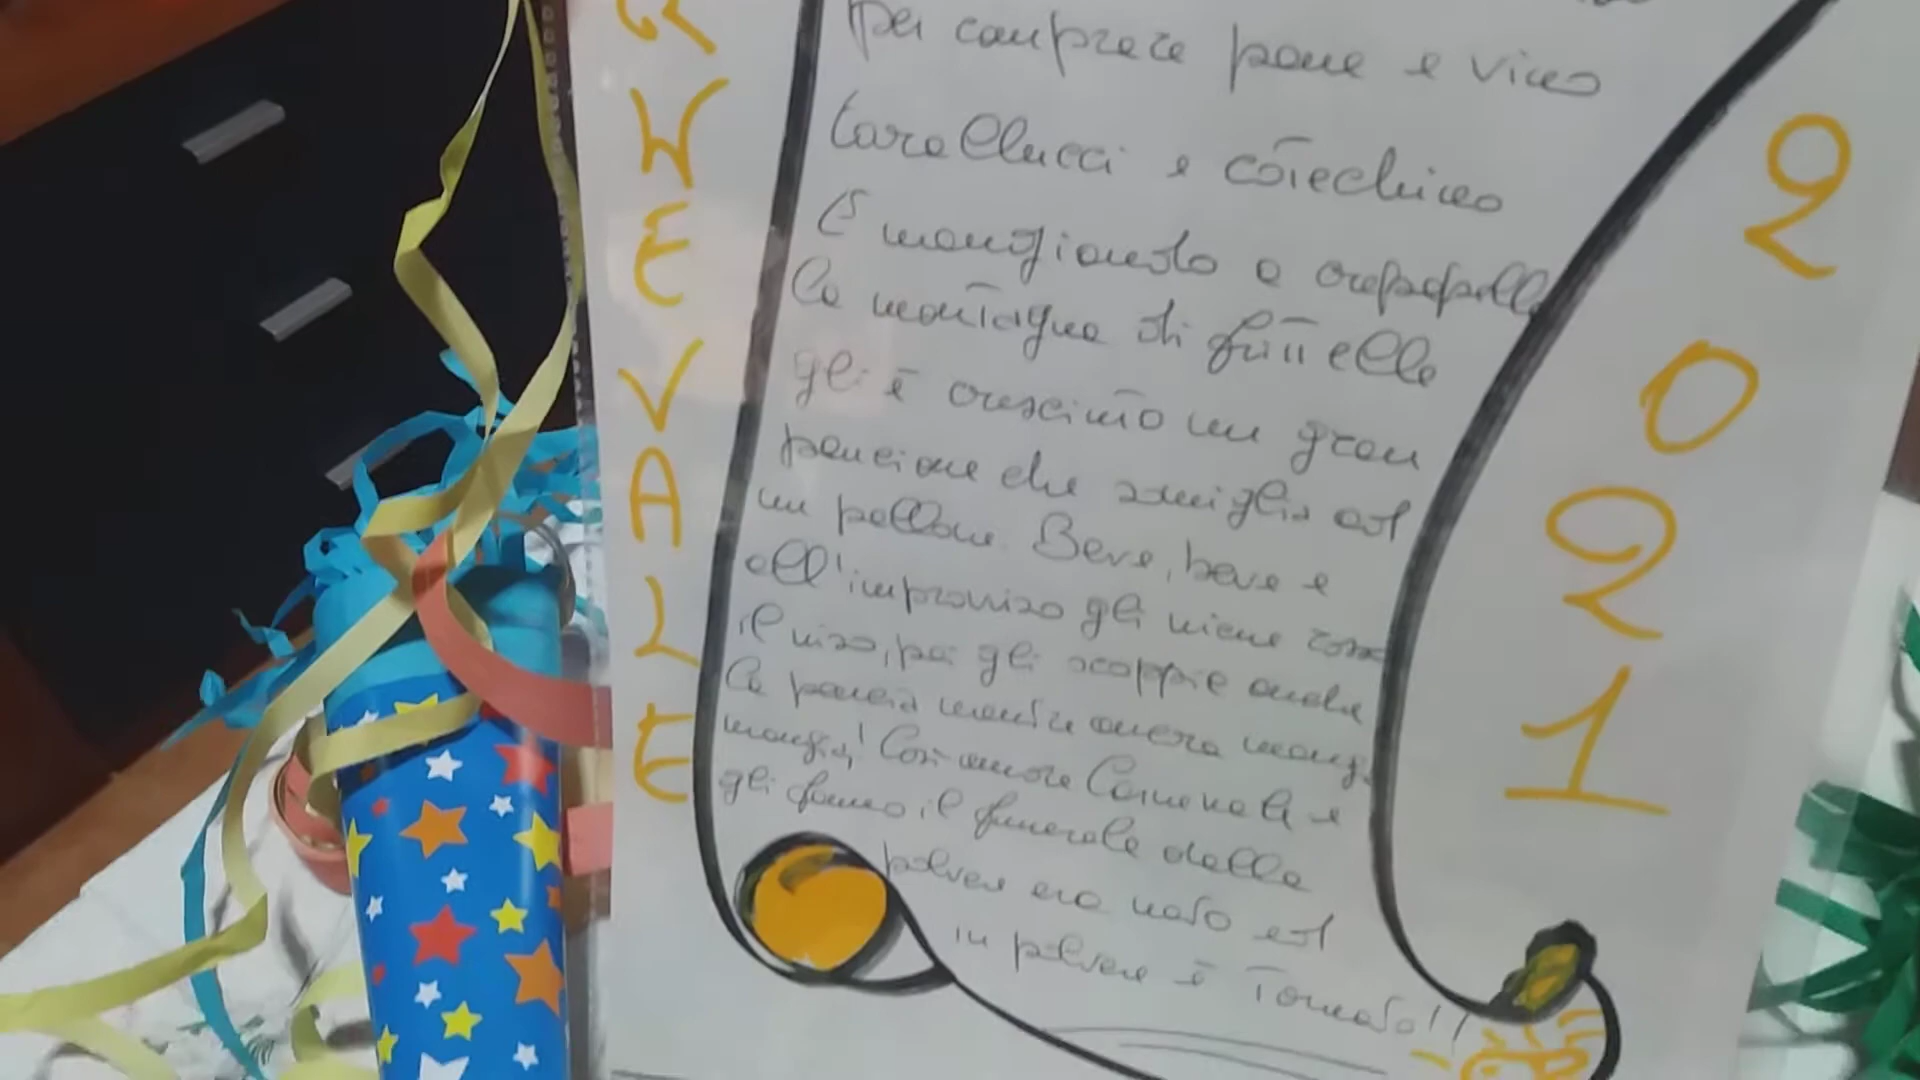 RNEVALE
per comprare pane e vino
tarallucci e cotechino
E mangiando a crepapelle
la montagna di frittelle
gli è cresciuto un gran
pancione che somiglia ad
un pallone. Beve, beve e
all'improvviso gli viene rosso
il viso, poi gli scoppia anche
la pancia mentre ancora mangia,
mangia! Così muore Carnevale e
gli fanno il funerale dalla
polvere era nato ed
in polvere è Tornato!!
2021